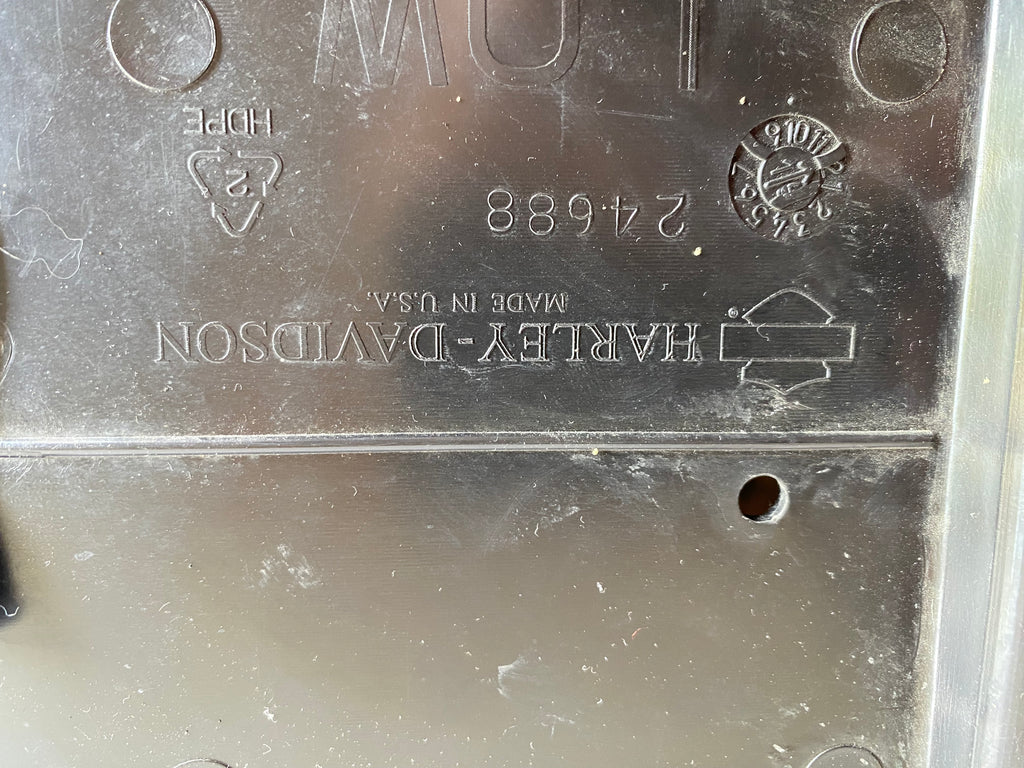 HARLEY-DAVIDSON
®
MADE IN U.S.A.
24688
2
HDPE